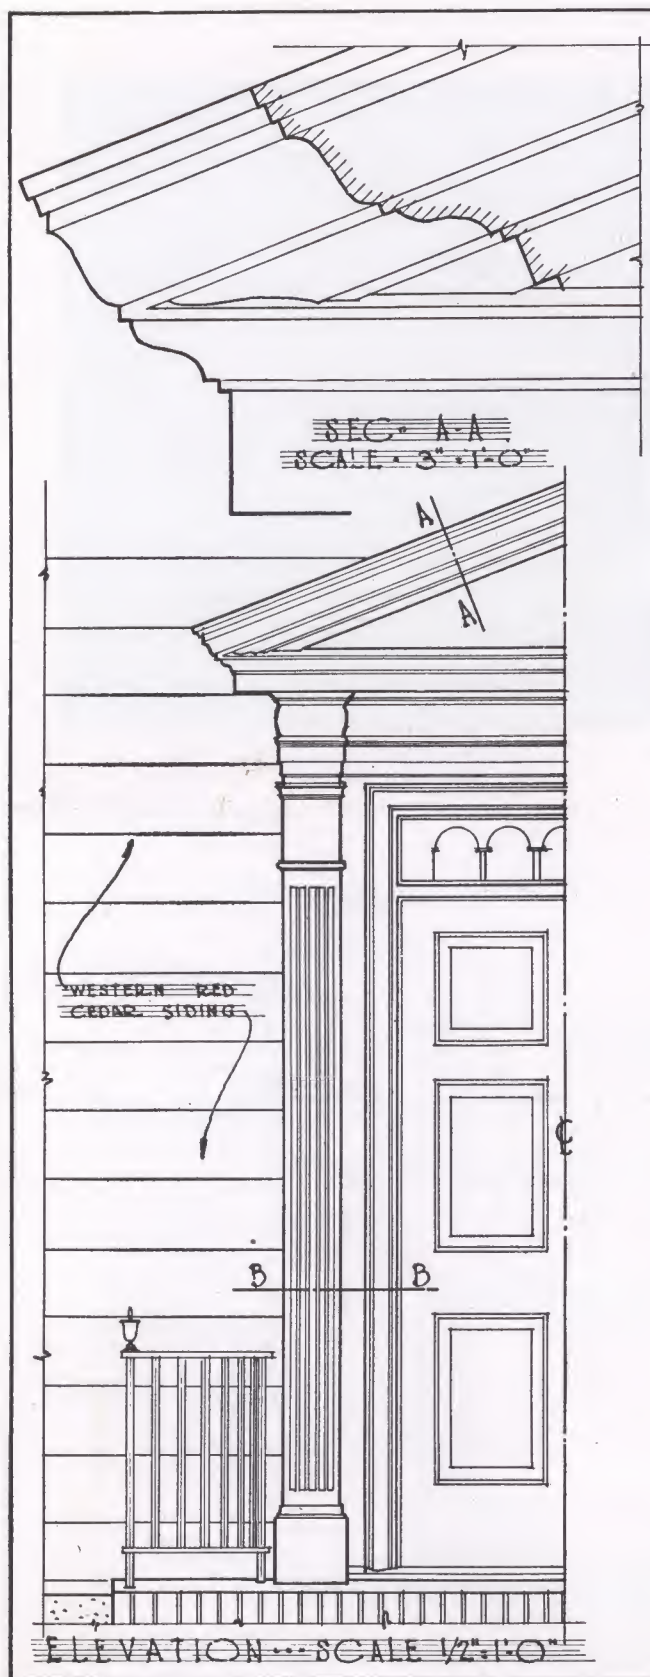 SEC- A-A
SCALE - 3" = 1'-0"
A
A
WESTERN RED
CEDAR SIDING
℄
B B
ELEVATION --- SCALE 1/2"=1'-0"